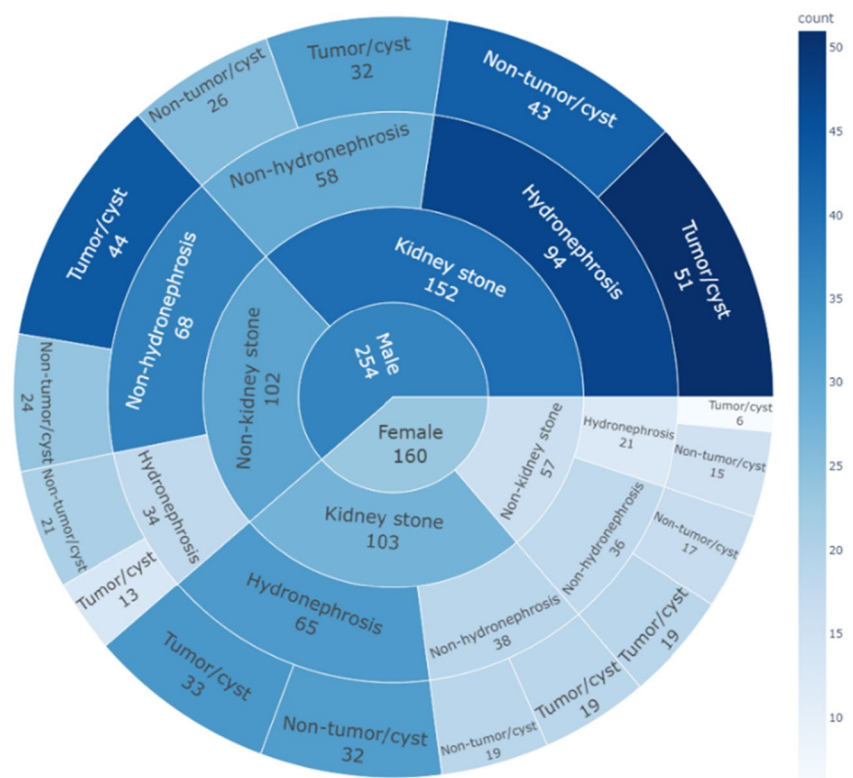 count
50
45
40
35
30
25
20
15
10
Male
254
Kidney stone
152
Hydronephrosis
94
Tumor/cyst
51
Non-tumor/cyst
43
Non-hydronephrosis
58
Tumor/cyst
32
Non-tumor/cyst
26
Non-kidney stone
102
Non-hydronephrosis
68
Tumor/cyst
44
Non-tumor/cyst
24
Hydronephrosis
34
Non-tumor/cyst
21
Tumor/cyst
13
Female
160
Kidney stone
103
Hydronephrosis
65
Tumor/cyst
33
Non-tumor/cyst
32
Non-hydronephrosis
38
Non-tumor/cyst
19
Tumor/cyst
19
Non-kidney stone
57
Non-hydronephrosis
36
Tumor/cyst
19
Non-tumor/cyst
17
Hydronephrosis
21
Non-tumor/cyst
15
Tumor/cyst
6